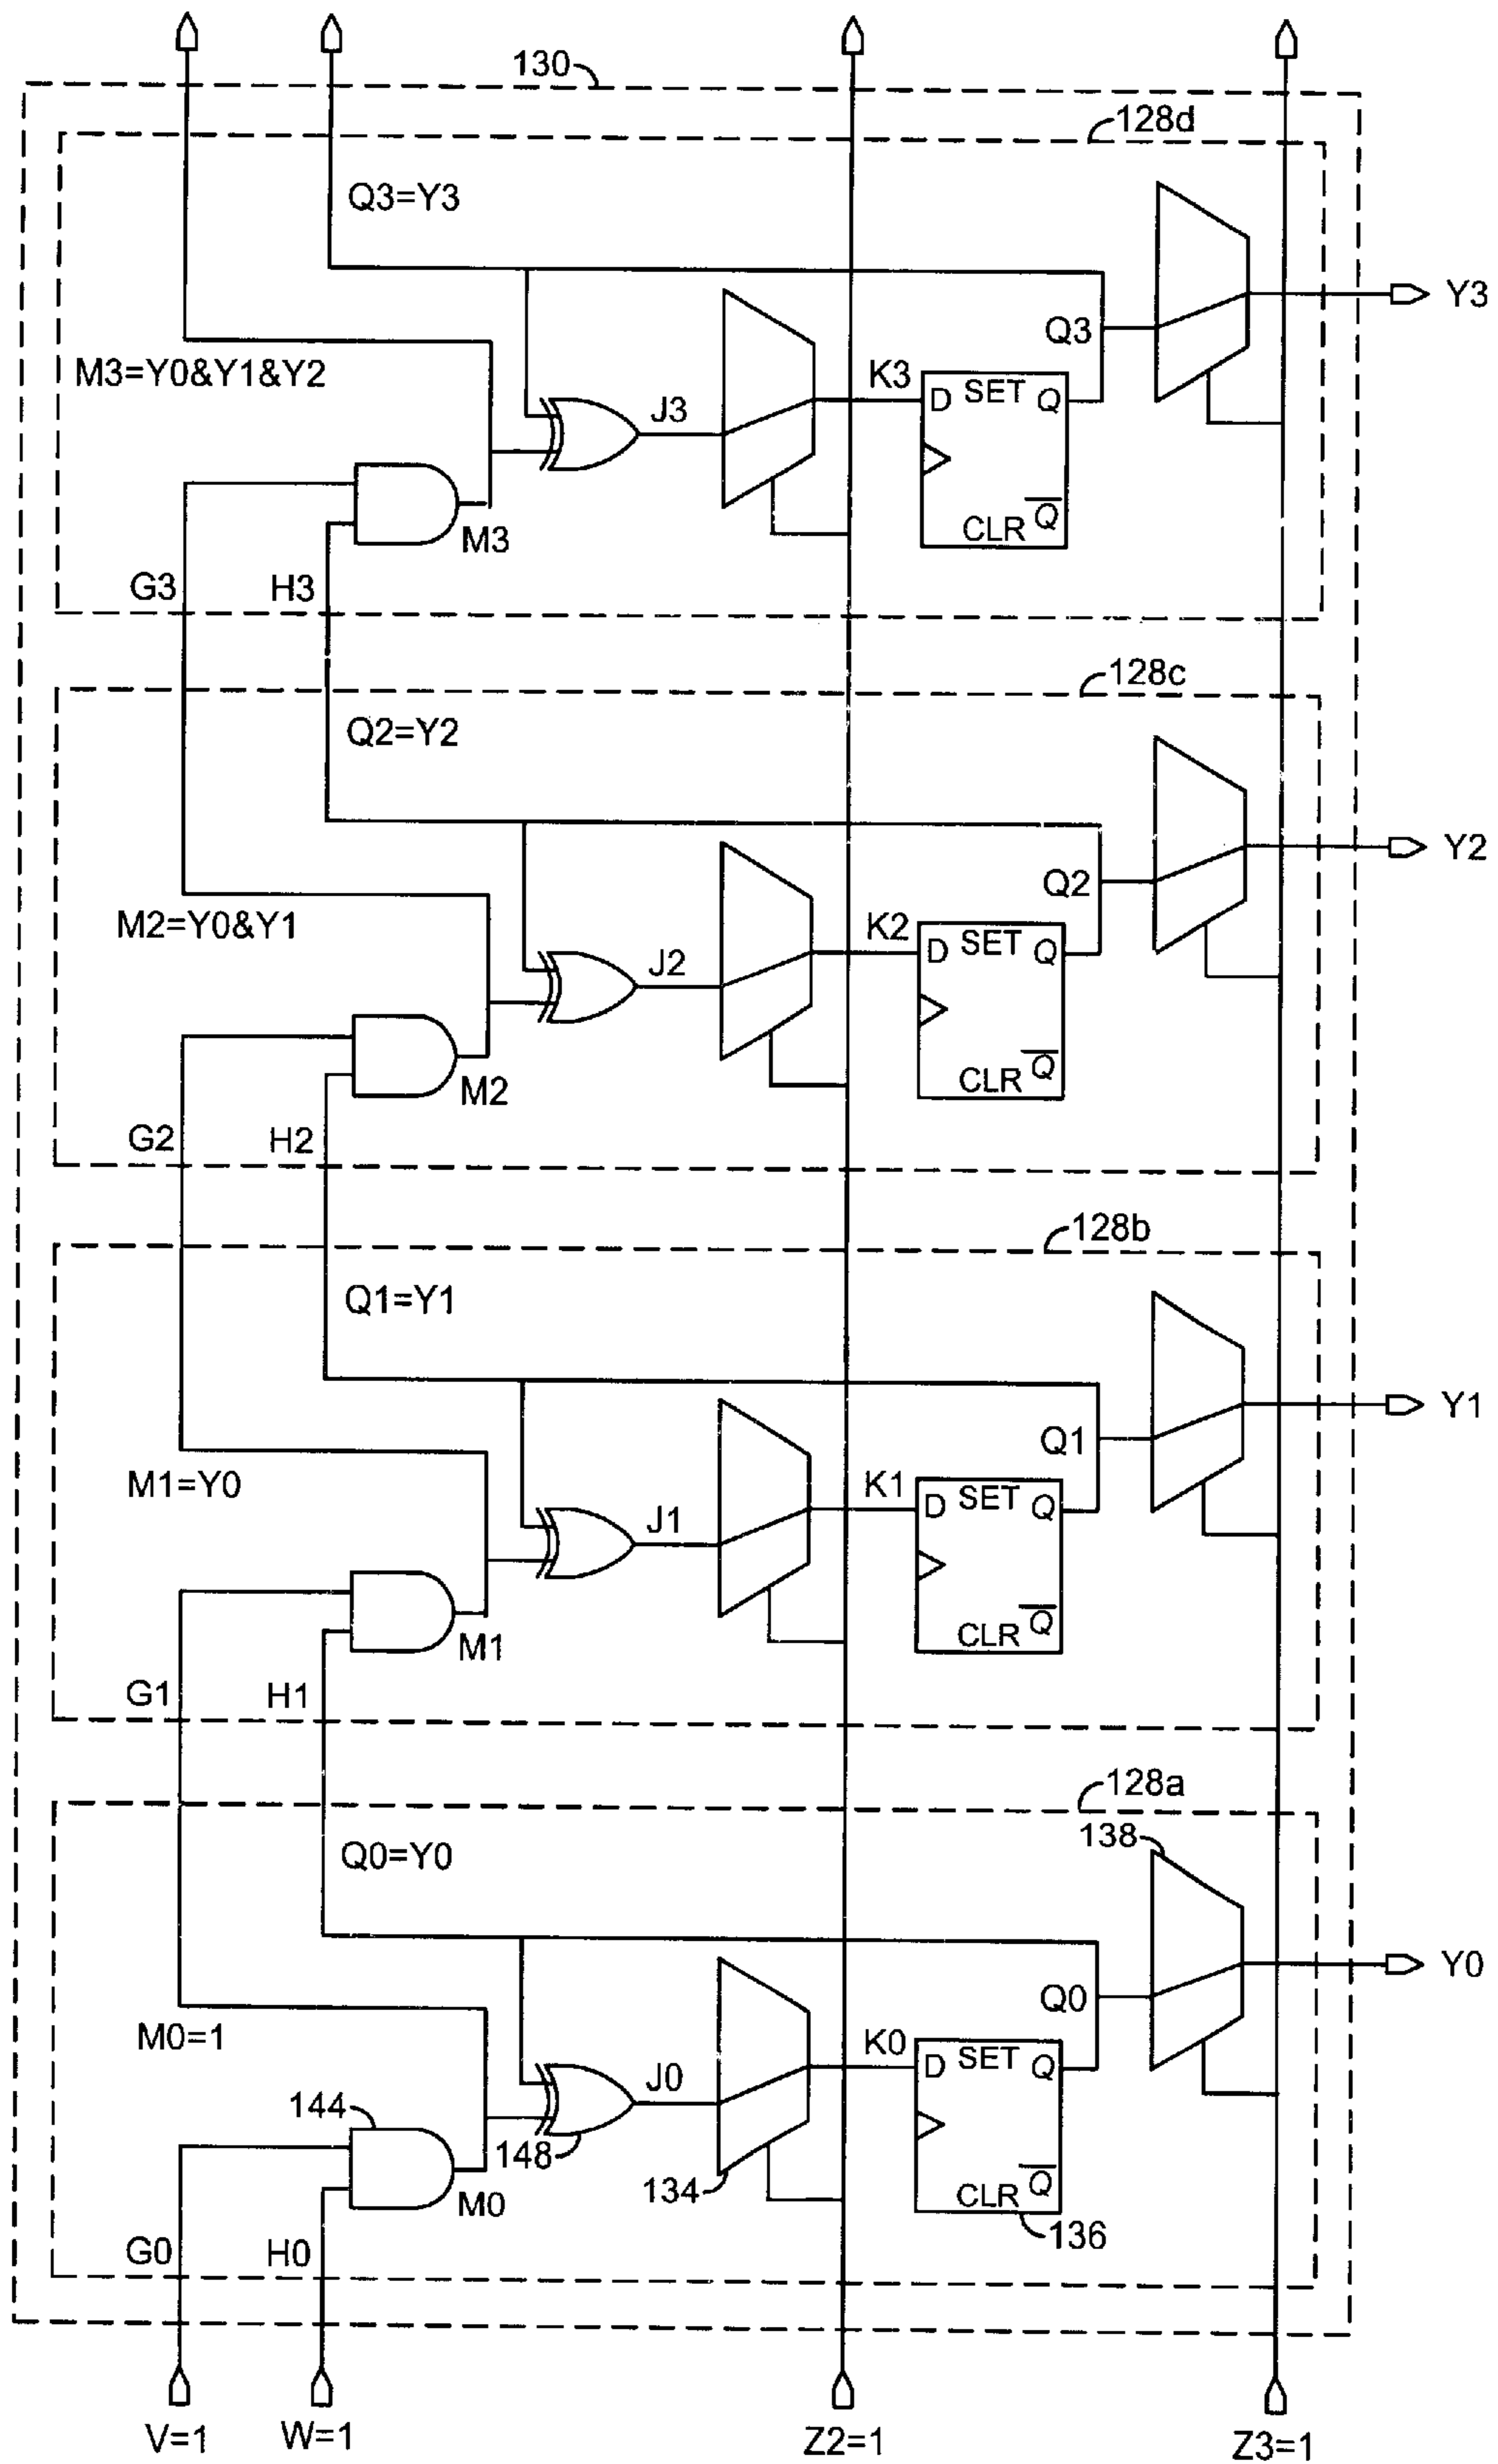 130
128d
Q3=Y3
Y3
Q3
M3=Y0&Y1&Y2
K3
D SET Q
J3
CLR Q̅
M3
G3
H3
128c
Q2=Y2
Y2
Q2
M2=Y0&Y1
K2
D SET Q
J2
CLR Q̅
M2
G2
H2
128b
Q1=Y1
Y1
Q1
M1=Y0
K1
D SET Q
J1
CLR Q̅
M1
G1
H1
128a
138
Q0=Y0
Y0
Q0
M0=1
K0
D SET Q
J0
144
148
134
CLR Q̅
M0
136
G0
H0
V=1
W=1
Z2=1
Z3=1